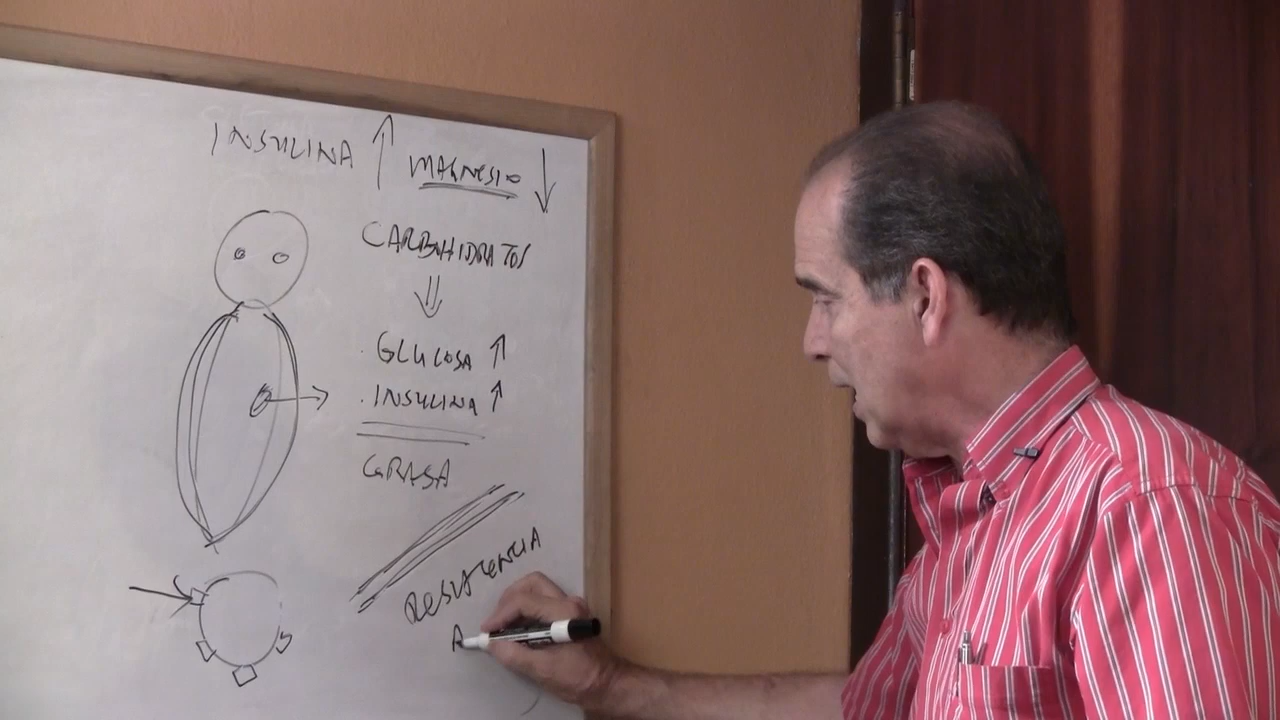 INSULINA ↑ MAGNESIO ↓
CARBOHIDRATOS
⇓
. GLUCOSA ↑
. INSULINA ↑
GRASA
RESISTENCIA
A